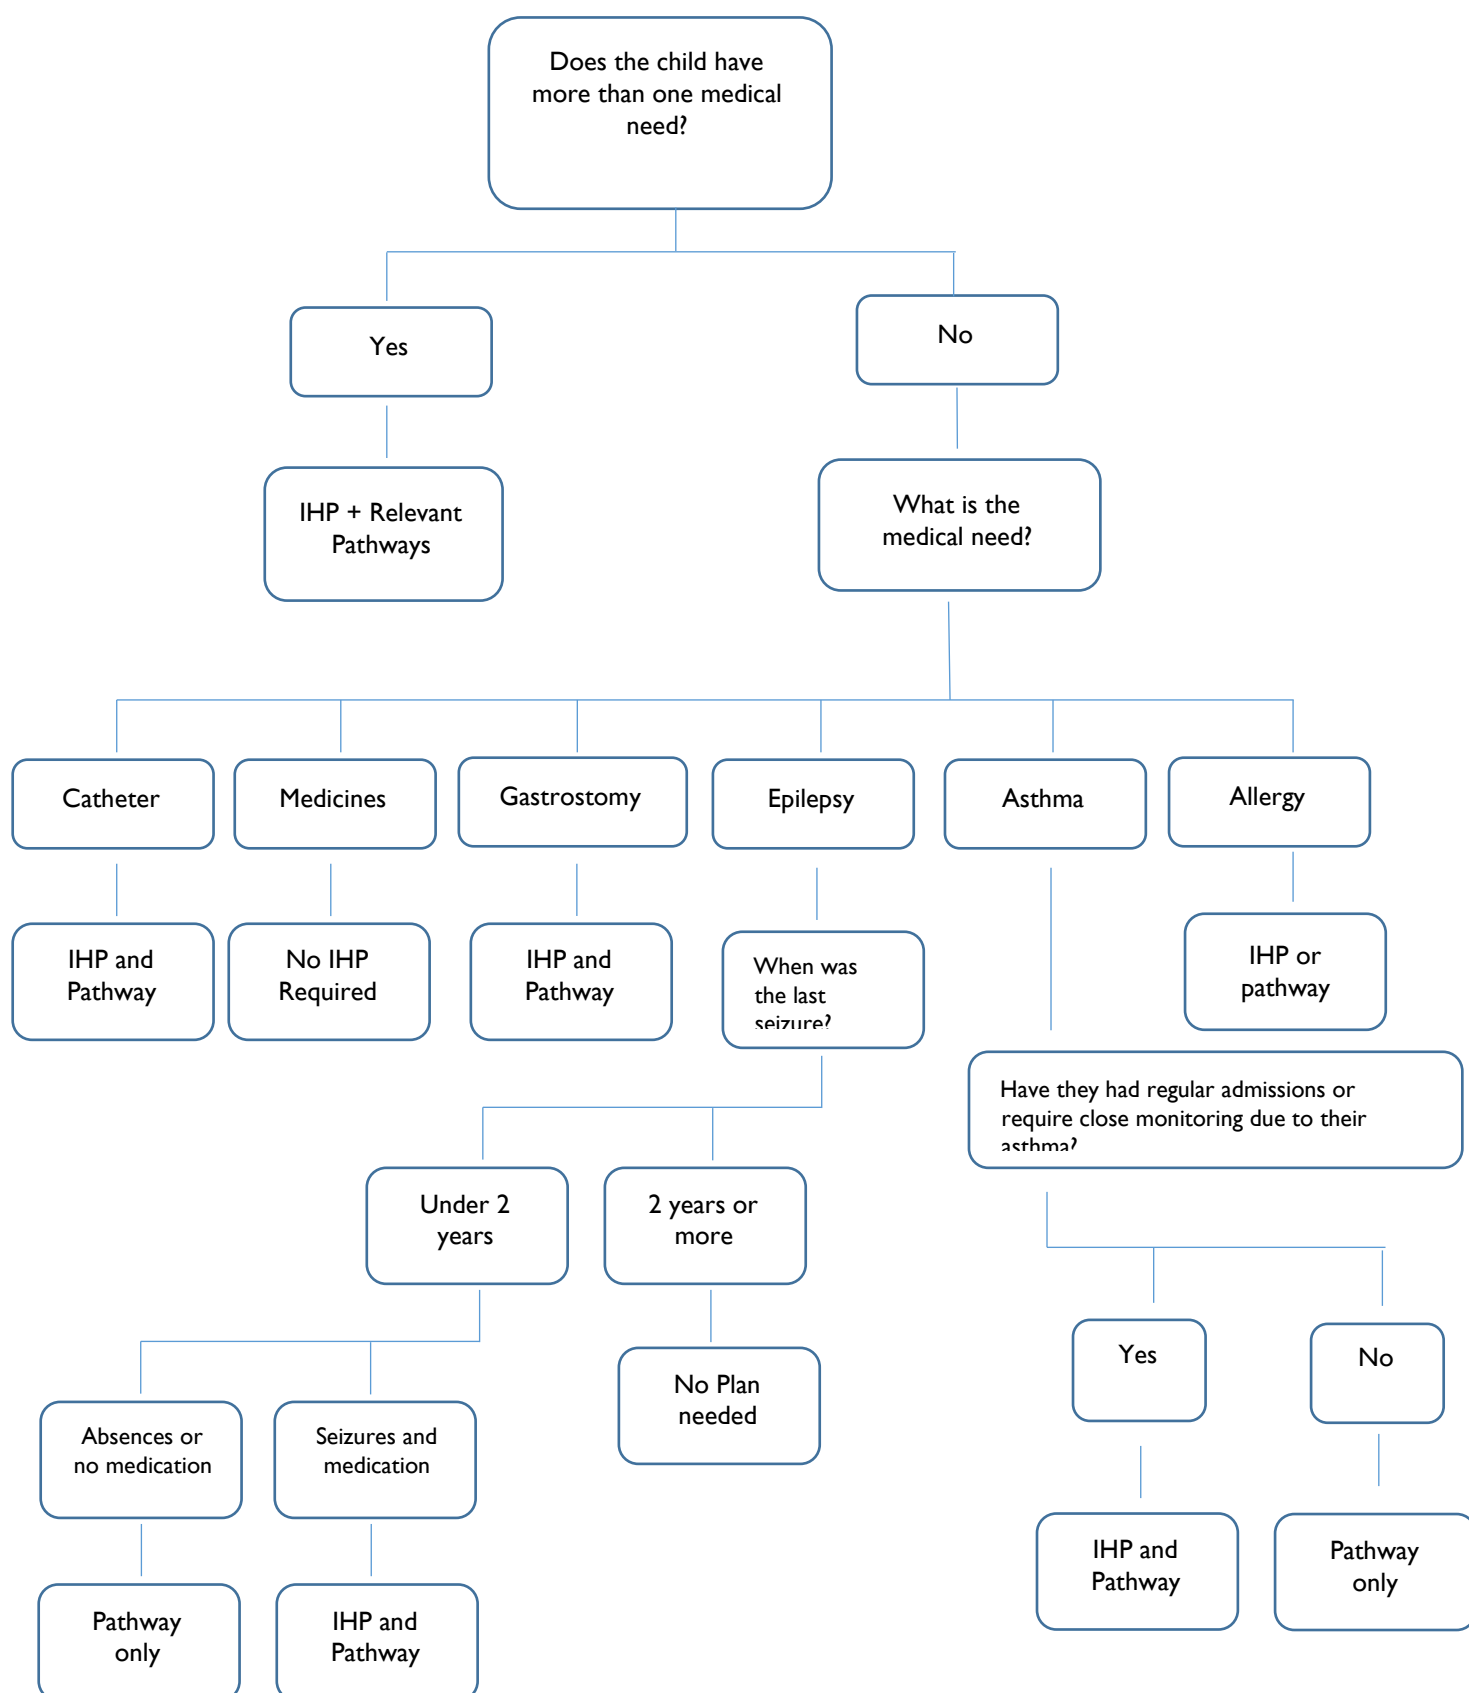 Does the child have
more than one medical
need?
Yes
No
IHP + Relevant
Pathways
What is the
medical need?
Catheter
Medicines
Gastrostomy
Epilepsy
Asthma
Allergy
IHP and
Pathway
No IHP
Required
IHP and
Pathway
When was
the last
seizure?
IHP or
pathway
Have they had regular admissions or
require close monitoring due to their
asthma?
Under 2
years
2 years or
more
Yes
No
No Plan
needed
Absences or
no medication
Seizures and
medication
IHP and
Pathway
Pathway
only
Pathway
only
IHP and
Pathway